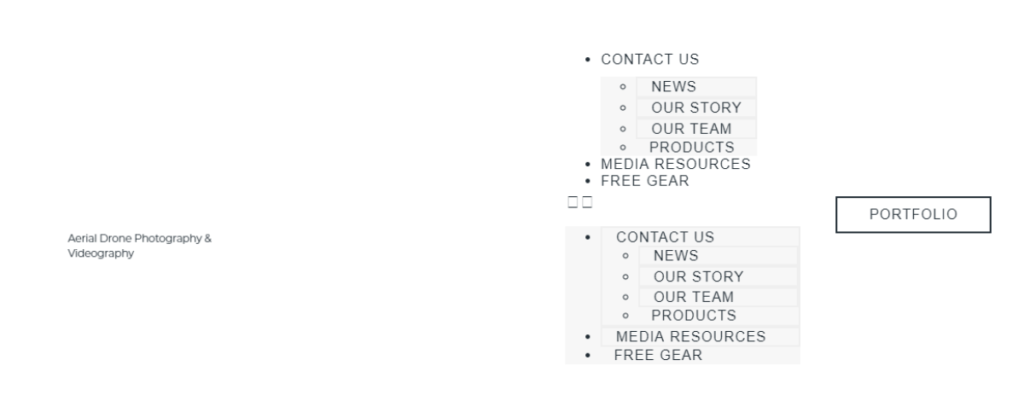 CONTACT US
NEWS
OUR STORY
OUR TEAM
PRODUCTS
MEDIA RESOURCES
FREE GEAR
PORTFOLIO
Aerial Drone Photography &
Videography
CONTACT US
NEWS
OUR STORY
OUR TEAM
PRODUCTS
MEDIA RESOURCES
FREE GEAR